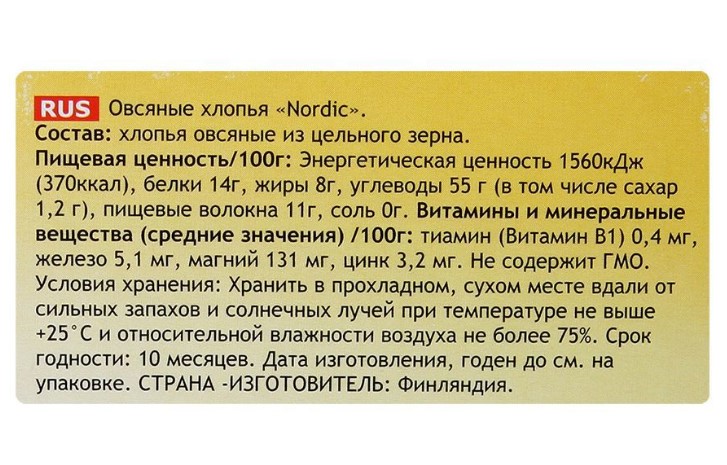 RUS Овсяные хлопья «Nordic».
Состав: хлопья овсяные из цельного зерна.
Пищевая ценность/100г: Энергетическая ценность 1560кДж
(370ккал), белки 14г, жиры 8г, углеводы 55 г (в том числе сахар
1,2 г), пищевые волокна 11г, соль 0г. Витамины и минеральные
вещества (средние значения) /100г: тиамин (Витамин В1) 0,4 мг,
железо 5,1 мг, магний 131 мг, цинк 3,2 мг. Не содержит ГМО.
Условия хранения: Хранить в прохладном, сухом месте вдали от
сильных запахов и солнечных лучей при температуре не выше
+25˚С и относительной влажности воздуха не более 75%. Срок
годности: 10 месяцев. Дата изготовления, годен до см. на
упаковке. СТРАНА -ИЗГОТОВИТЕЛЬ: Финляндия.